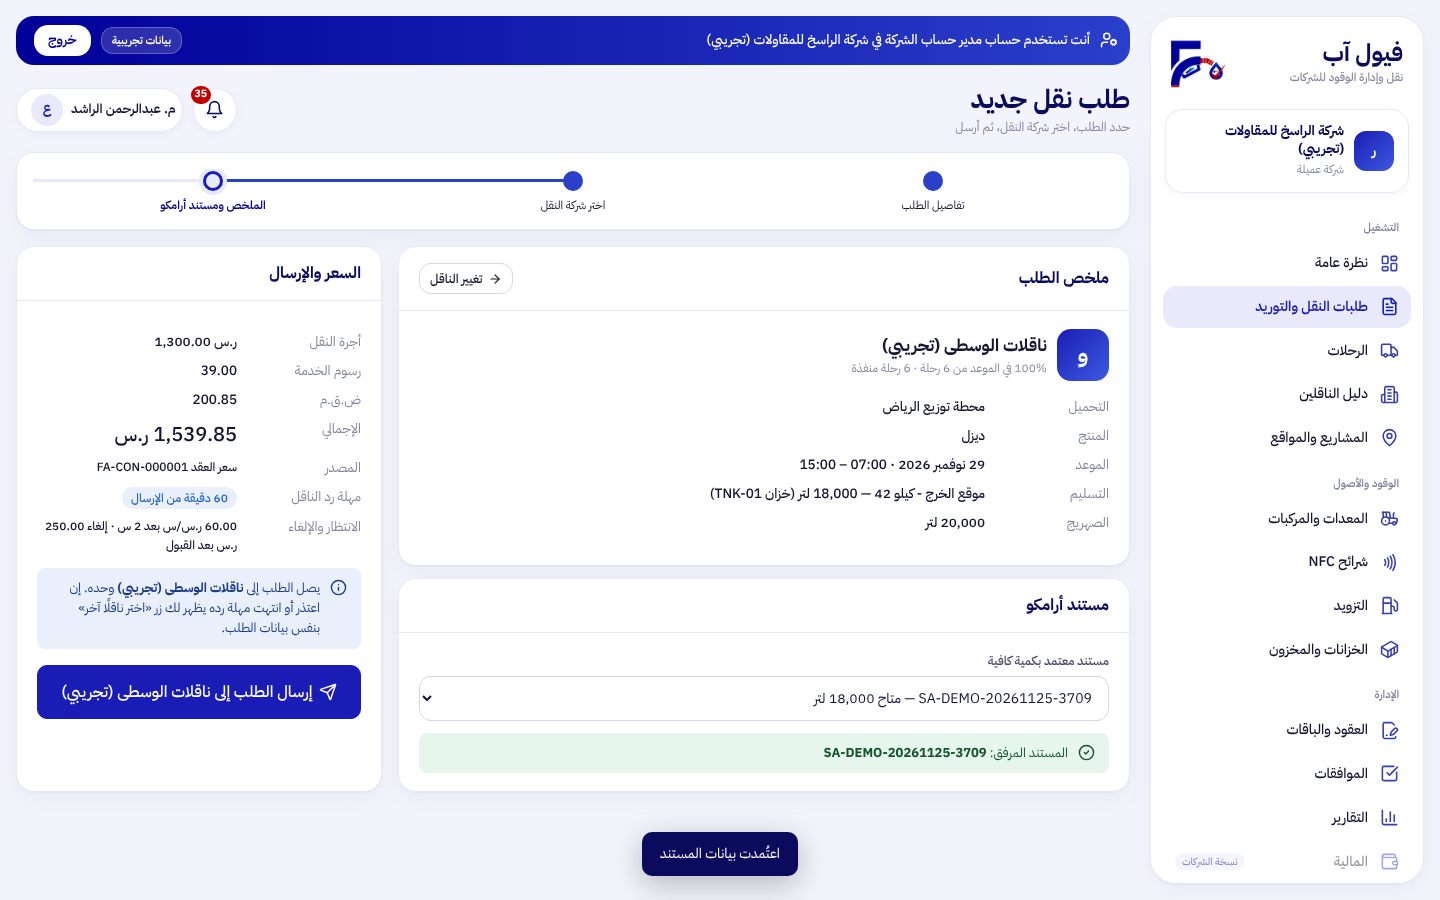 فيول آب
نقل وإدارة الوقود للشركات
شركة الراسخ للمقاولات (تجريبي)
شركة عميلة
ر
التشغيل
نظرة عامة
طلبات النقل والتوريد
الرحلات
دليل الناقلين
المشاريع والمواقع
الوقود والأصول
المعدات والمركبات
شرائح NFC
التزويد
الخزانات والمخزون
الإدارة
العقود والباقات
الموافقات
التقارير
المالية
نسخة الشركات
أنت تستخدم حساب مدير حساب الشركة في شركة الراسخ للمقاولات (تجريبي)
بيانات تجريبية
خروج
طلب نقل جديد
حدد الطلب، اختر شركة النقل، ثم أرسل
35
م. عبدالرحمن الراشد
ع
تفاصيل الطلب
اختر شركة النقل
الملخص ومستند أرامكو
ملخص الطلب
تغيير الناقل
و
ناقلات الوسطى (تجريبي)
100% في الموعد من 6 رحلة · 6 رحلة منفذة
التحميل محطة توزيع الرياض
المنتج ديزل
الموعد 29 نوفمبر 2026 · 07:00 – 15:00
التسليم موقع الخرج - كيلو 42 — 18,000 لتر (خزان TNK-01)
الصهريج 20,000 لتر
مستند أرامكو
مستند معتمد بكمية كافية
SA-DEMO-20261125-3709 — متاح 18,000 لتر
المستند المرفق: SA-DEMO-20261125-3709
السعر والإرسال
أجرة النقل 1,300.00 ر.س
رسوم الخدمة 39.00
ض.ق.م 200.85
الإجمالي 1,539.85 ر.س
المصدر سعر العقد FA-CON-000001
مهلة رد الناقل 60 دقيقة من الإرسال
الانتظار والإلغاء 60.00 ر.س/س بعد 2 س · إلغاء 250.00
ر.س بعد القبول
يصل الطلب إلى ناقلات الوسطى (تجريبي) وحده. إن
اعتذر أو انتهت مهلة رده يظهر لك زر «اختر ناقلًا آخر»
بنفس بيانات الطلب.
إرسال الطلب إلى ناقلات الوسطى (تجريبي)
اعتُمدت بيانات المستند